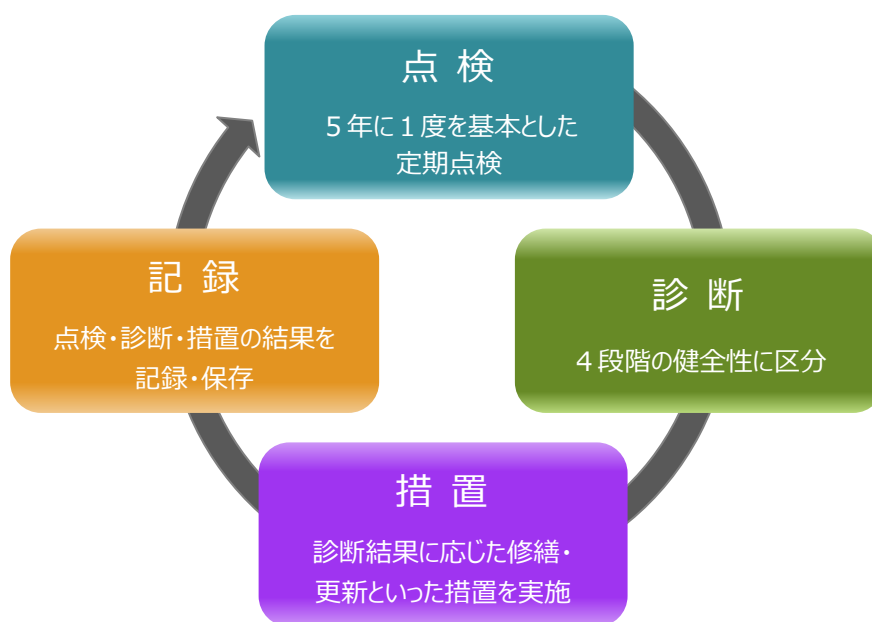 点 検
５年に１度を基本とした
定期点検
診 断
４段階の健全性に区分
措 置
診断結果に応じた修繕・
更新といった措置を実施
記 録
点検・診断・措置の結果を
記録・保存